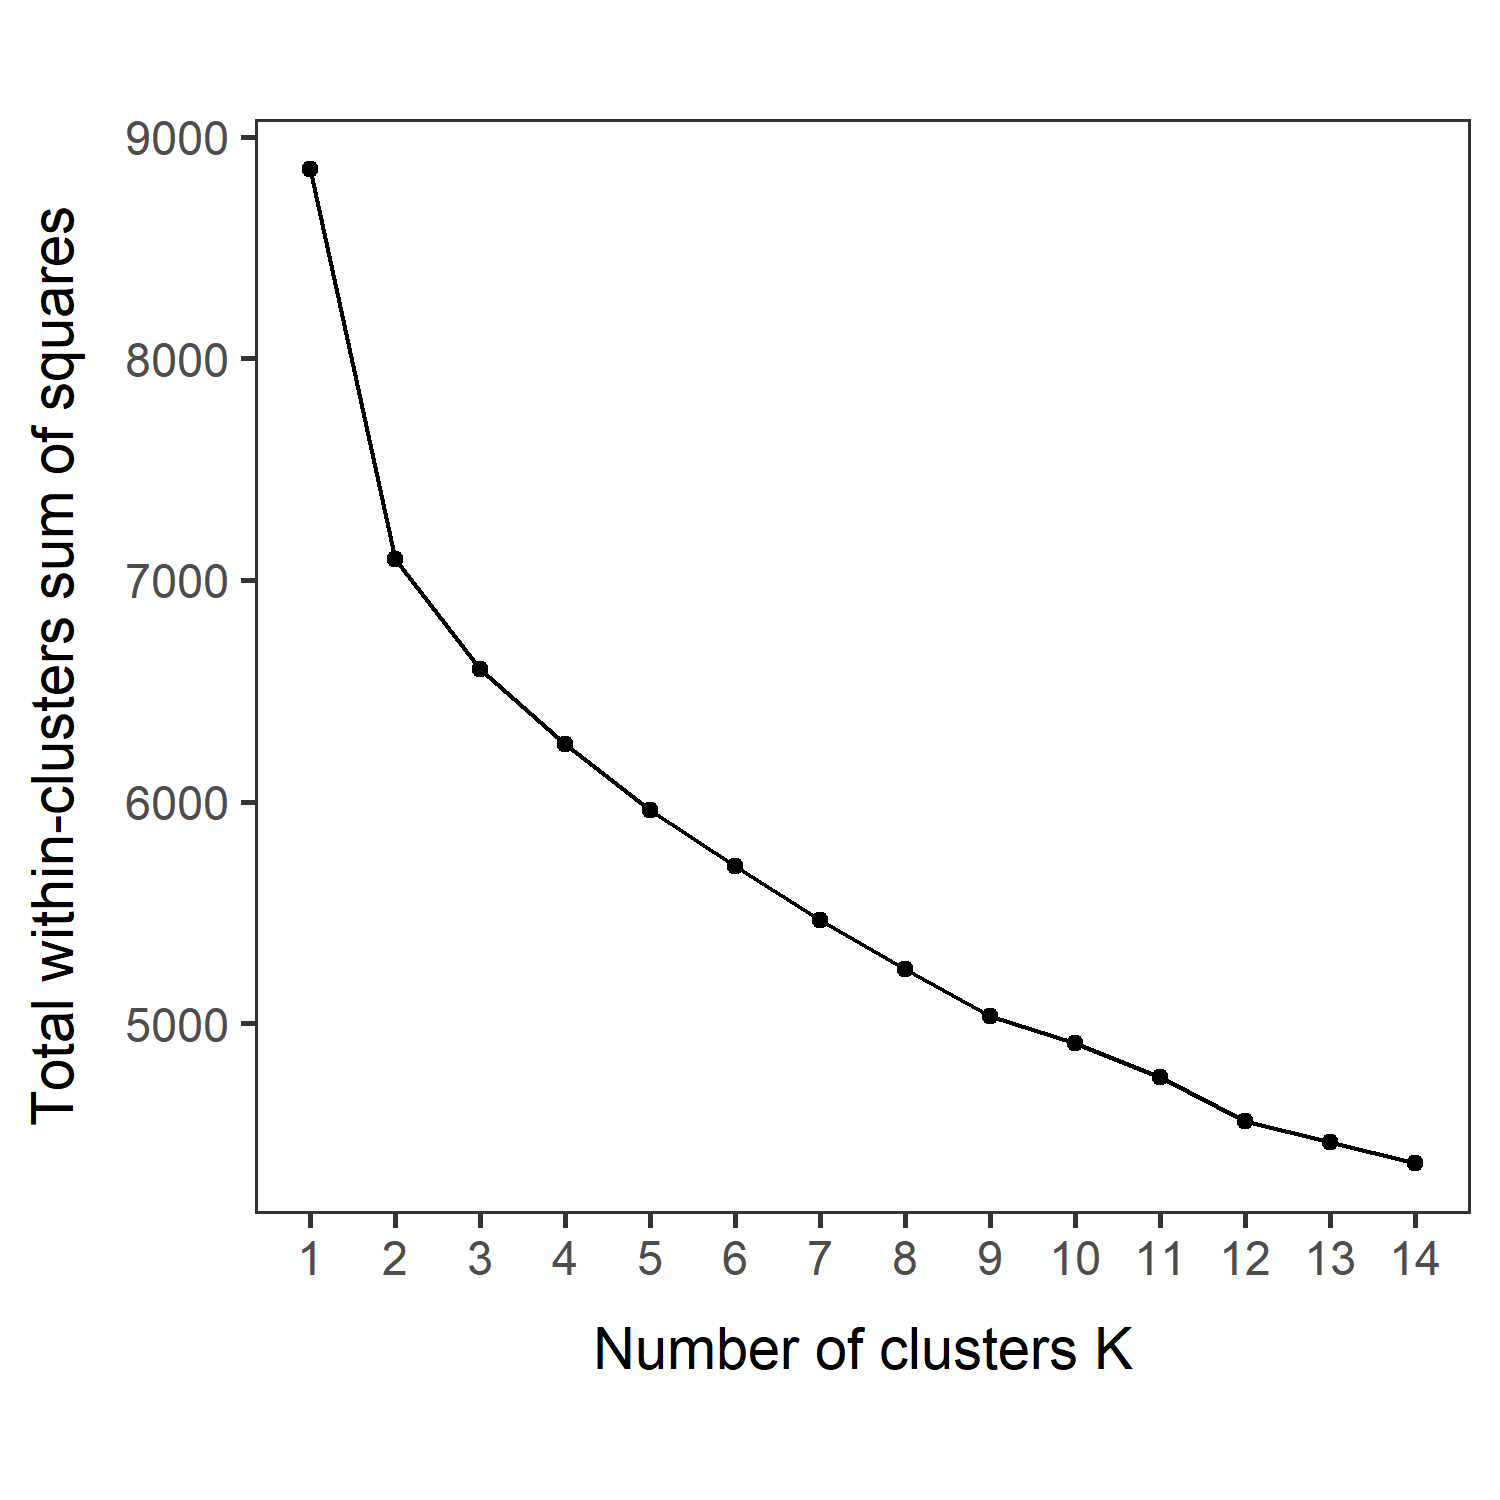 Total within-clusters sum of squares
9000
8000
7000
6000
5000
1 2 3 4 5 6 7 8 9 10 11 12 13 14
Number of clusters K